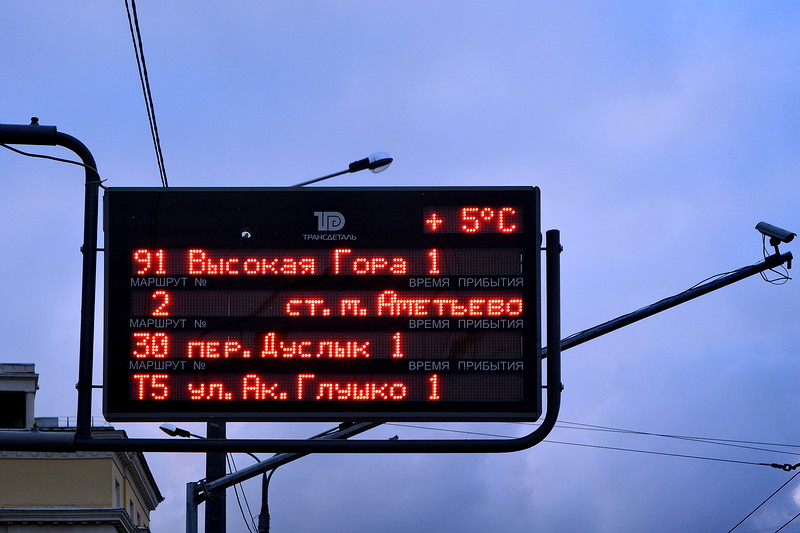 ТРАНСДЕТАЛЬ + 5°C
91 Высокая Гора 1
МАРШРУТ № ВРЕМЯ ПРИБЫТИЯ
2 ст. м. Аметьево
МАРШРУТ № ВРЕМЯ ПРИБЫТИЯ
30 пер. Дуслык 1
МАРШРУТ № ВРЕМЯ ПРИБЫТИЯ
Т5 ул. Ак. Глушко 1